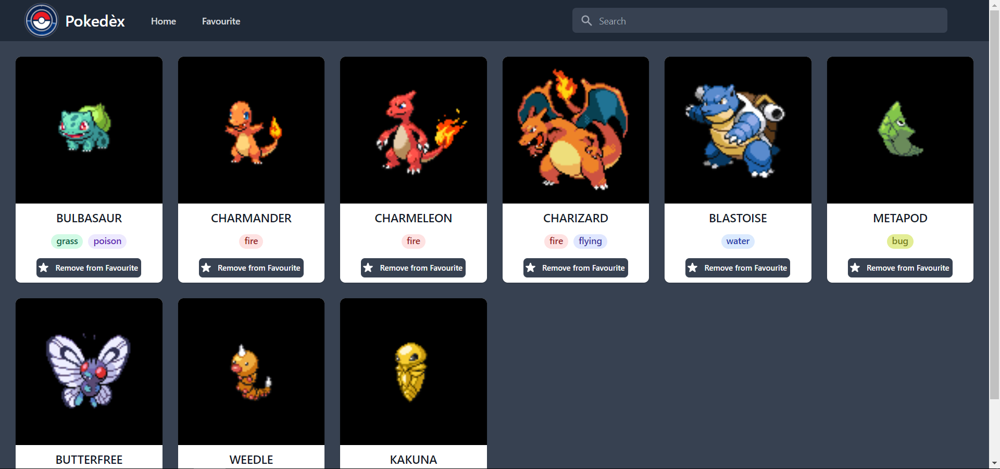 Pokedèx
Home
Favourite
Search
BULBASAUR
grass poison
Remove from Favourite
CHARMANDER
fire
Remove from Favourite
CHARMELEON
fire
Remove from Favourite
CHARIZARD
fire flying
Remove from Favourite
BLASTOISE
water
Remove from Favourite
METAPOD
bug
Remove from Favourite
BUTTERFREE
WEEDLE
KAKUNA